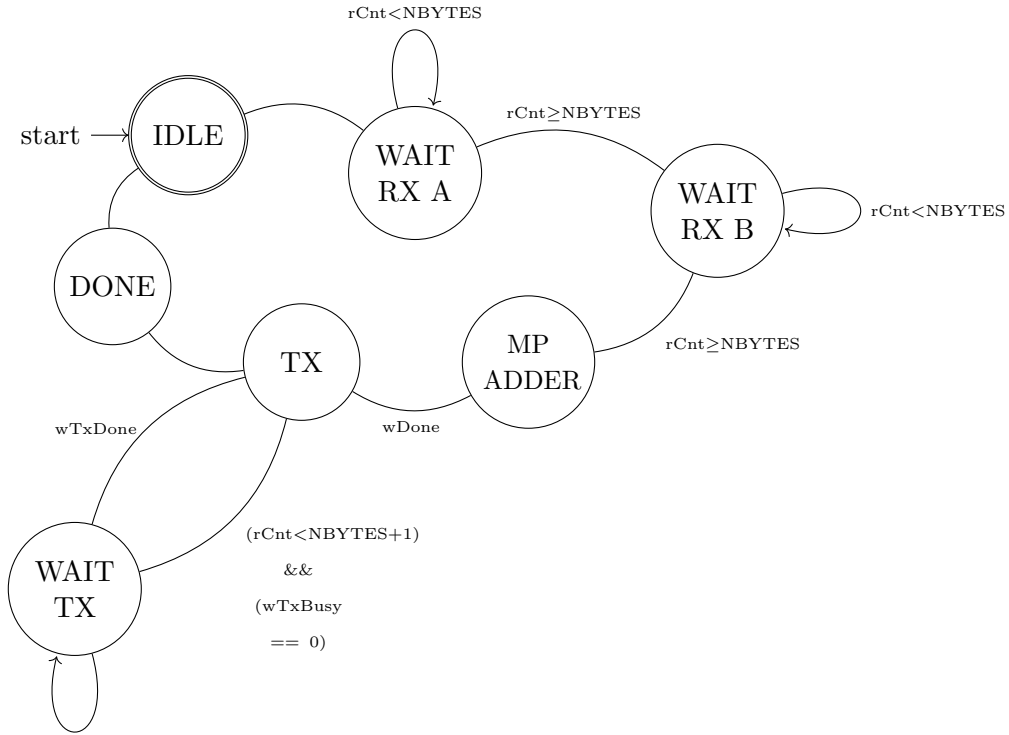 rCnt<NBYTES
start
IDLE
WAIT
RX A
rCnt≥NBYTES
WAIT
RX B
rCnt<NBYTES
DONE
TX
MP
ADDER
rCnt≥NBYTES
wDone
wTxDone
WAIT
TX
(rCnt<NBYTES+1)
&&
(wTxBusy
== 0)